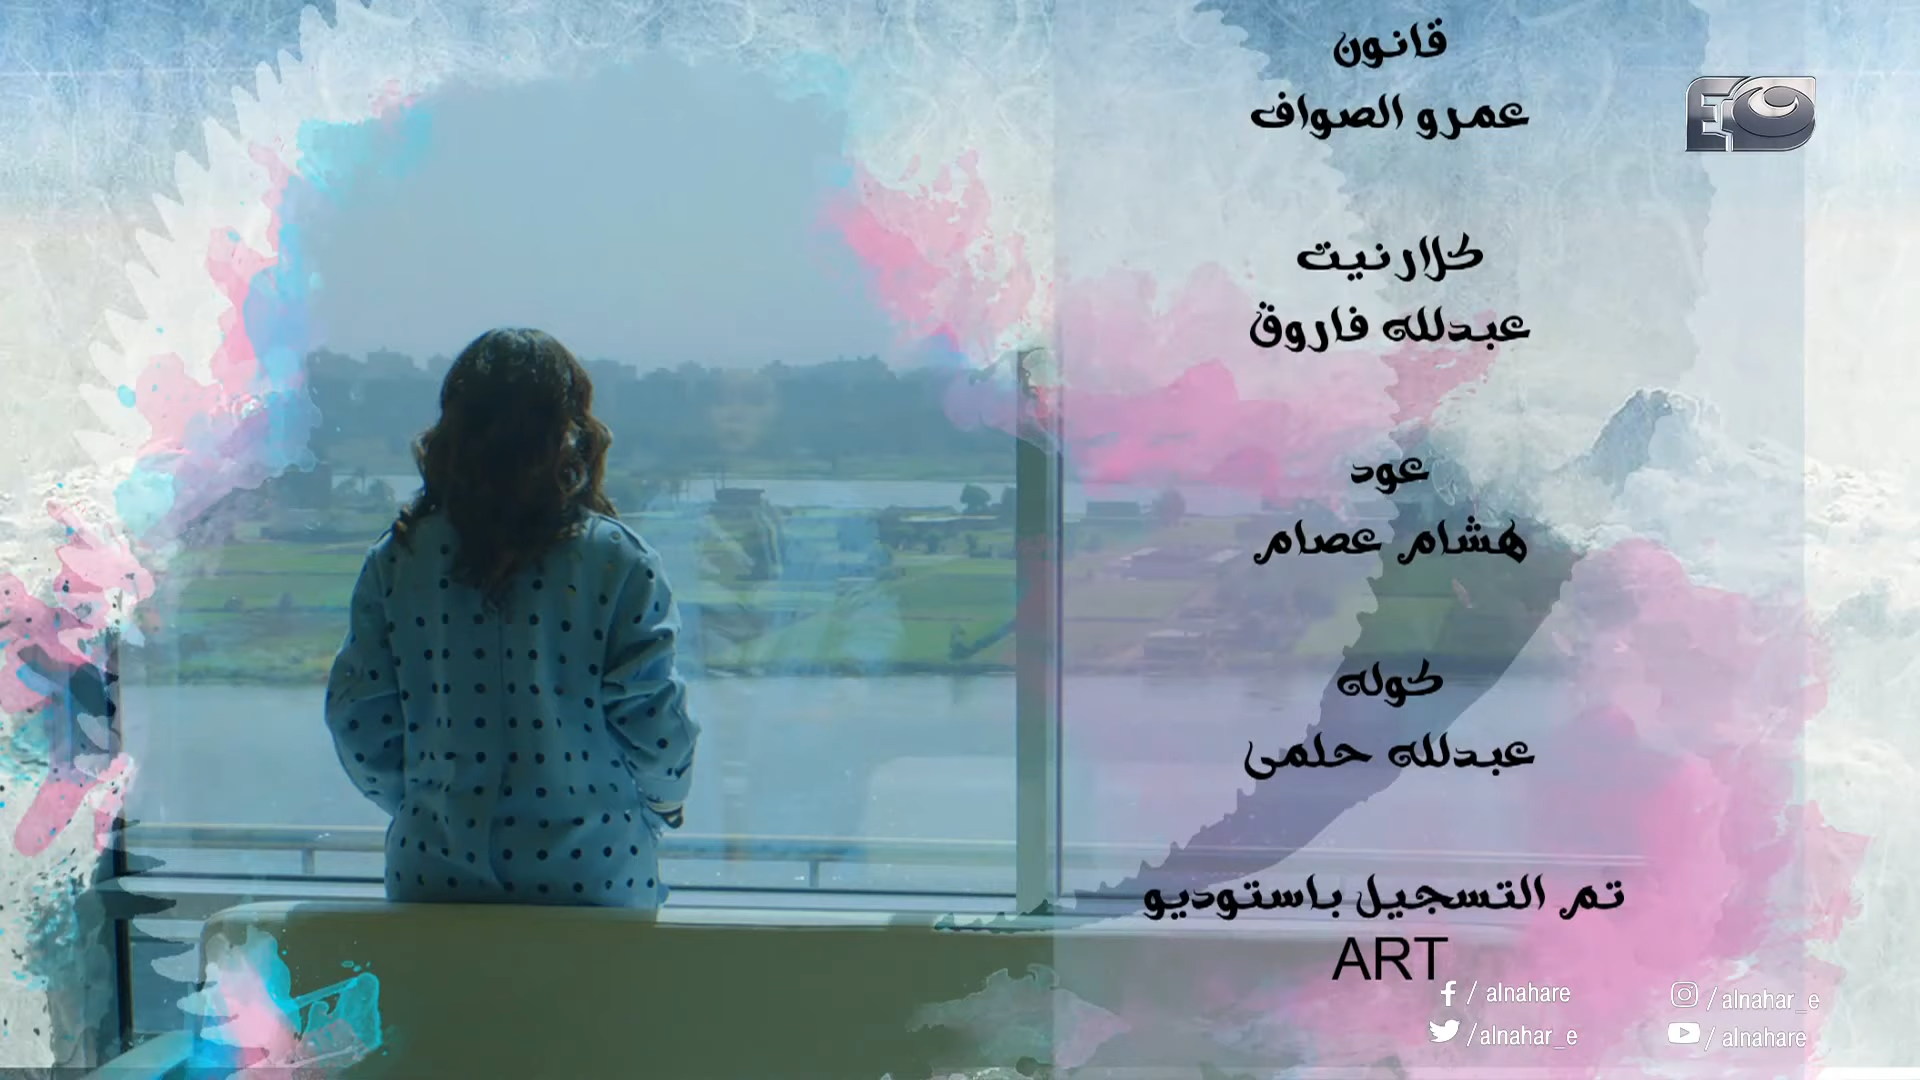 قانون
عمرو الصواف
كلارنيت
عبدلله فاروق
عود
هشام عصام
كوله
عبدلله حلمى
تم التسجيل باستوديو
ART
/ alnahare
/ alnahar_e
/alnahar_e
/ alnahare